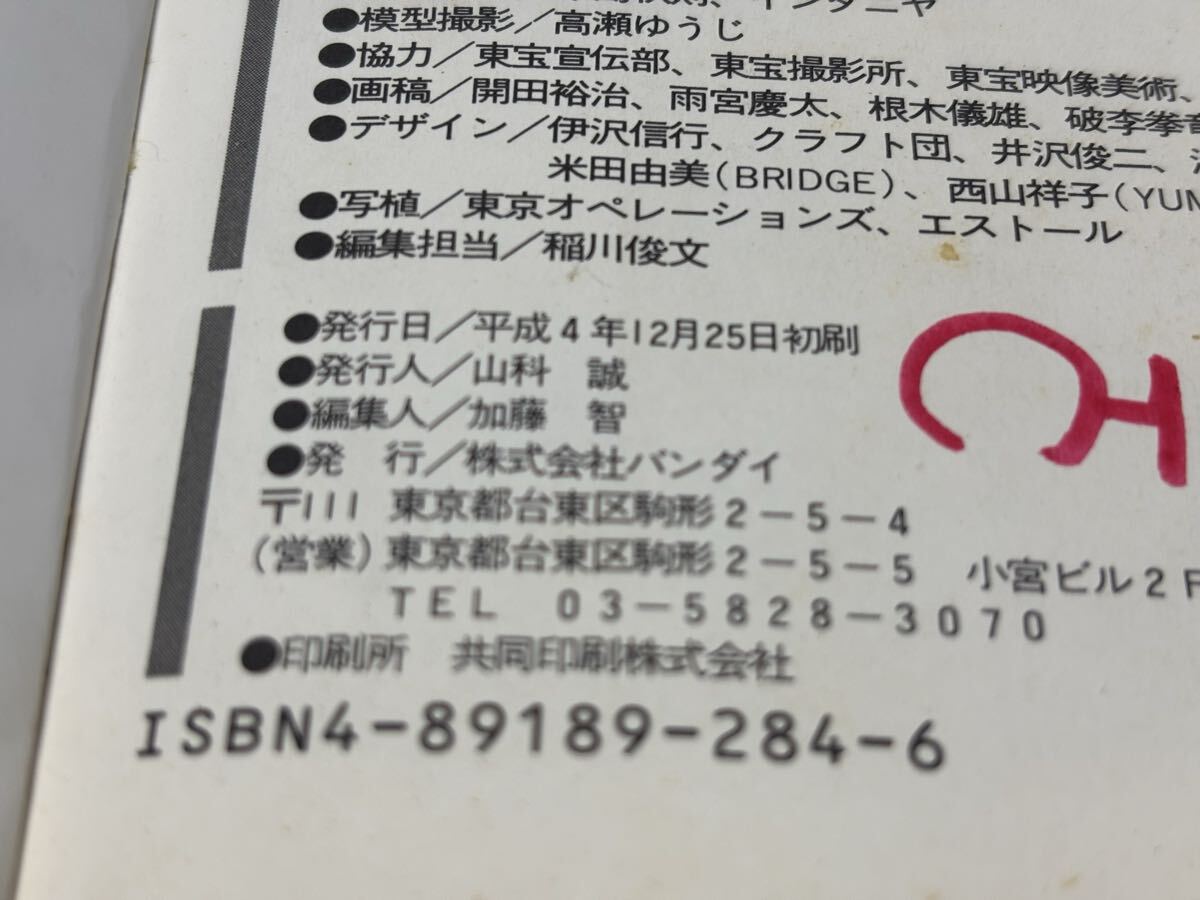 インターニヤ
●模型撮影／高瀬ゆうじ
●協力／東宝宣伝部、東宝撮影所、東宝映像美術、
●画稿／開田裕治、雨宮慶太、根木儀雄、破李拳竜
●デザイン／伊沢信行、クラフト団、井沢俊二、
米田由美(BRIDGE)、西山祥子(YUM
●写植／東京オペレーションズ、エストール
●編集担当／稲川俊文
●発行日／平成4年12月25日初刷
●発行人／山科 誠
●編集人／加藤 智
●発 行／株式会社バンダイ
〒111 東京都台東区駒形2-5-4
(営業)東京都台東区駒形2-5-5 小宮ビル2F
TEL 03-5828-3070
●印刷所 共同印刷株式会社
ISBN4-89189-284-6